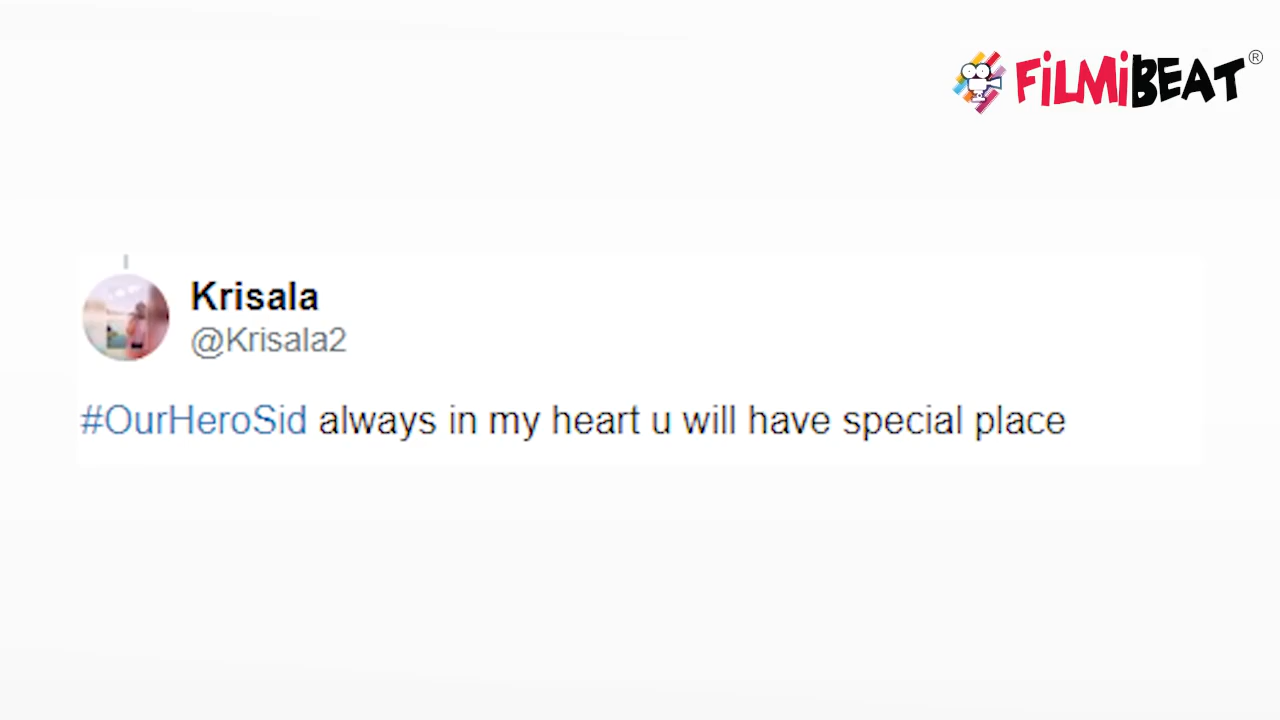 FiLMiBEAT®
Krisala
@Krisala2
#OurHeroSid always in my heart u will have special place